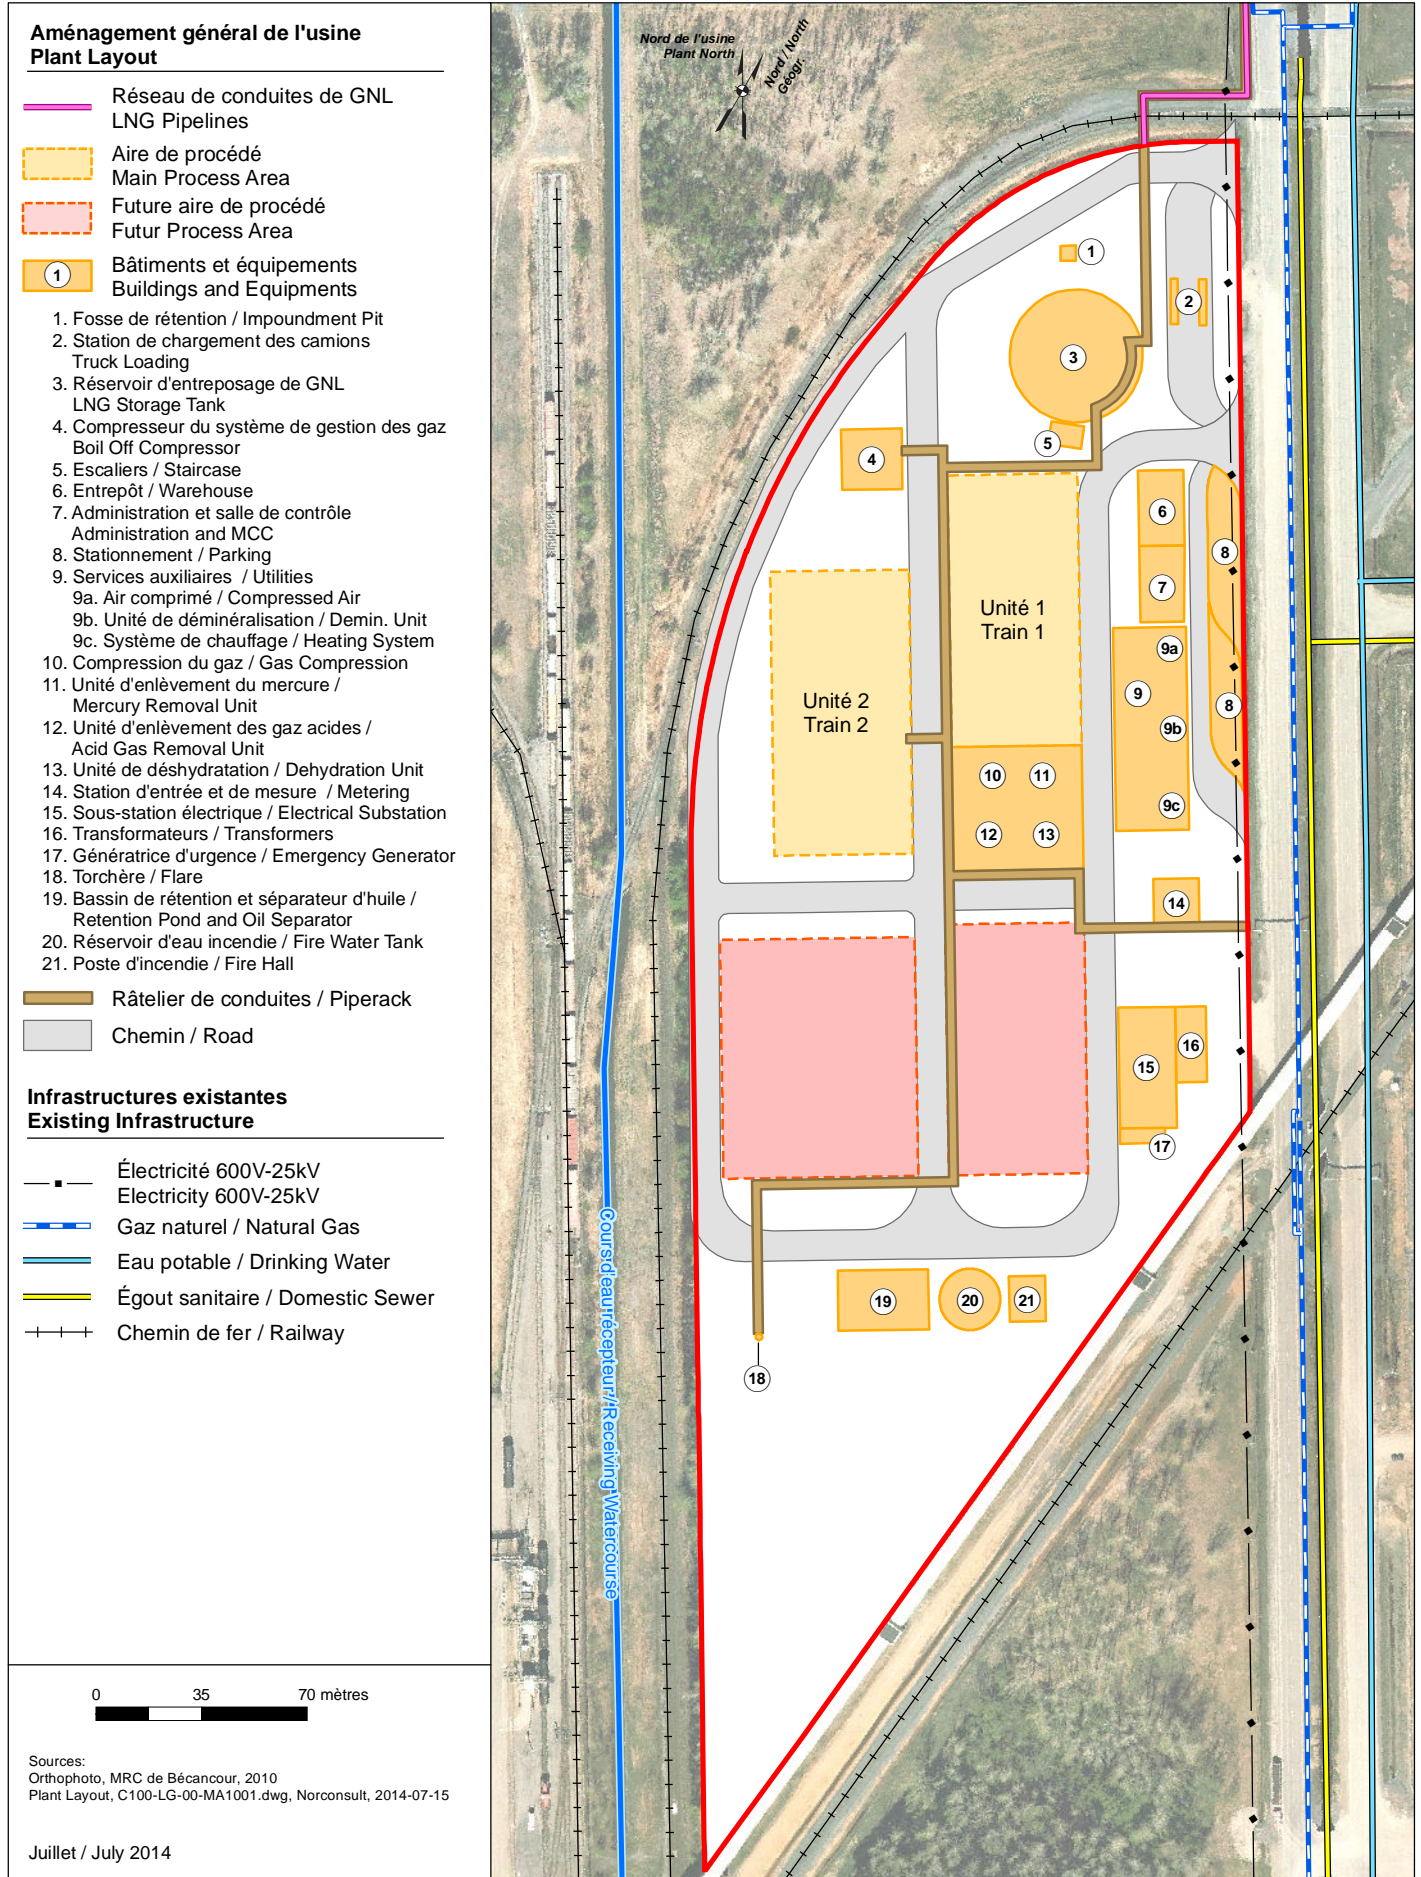 Aménagement général de l'usine
Plant Layout
Réseau de conduites de GNL
LNG Pipelines
Aire de procédé
Main Process Area
Future aire de procédé
Futur Process Area
1
Bâtiments et équipements
Buildings and Equipments
1. Fosse de rétention / Impoundment Pit
2. Station de chargement des camions
Truck Loading
3. Réservoir d'entreposage de GNL
LNG Storage Tank
4. Compresseur du système de gestion des gaz
Boil Off Compressor
5. Escaliers / Staircase
6. Entrepôt / Warehouse
7. Administration et salle de contrôle
Administration and MCC
8. Stationnement / Parking
9. Services auxiliaires / Utilities
9a. Air comprimé / Compressed Air
9b. Unité de déminéralisation / Demin. Unit
9c. Système de chauffage / Heating System
10. Compression du gaz / Gas Compression
11. Unité d'enlèvement du mercure /
Mercury Removal Unit
12. Unité d'enlèvement des gaz acides /
Acid Gas Removal Unit
13. Unité de déshydratation / Dehydration Unit
14. Station d'entrée et de mesure / Metering
15. Sous-station électrique / Electrical Substation
16. Transformateurs / Transformers
17. Génératrice d'urgence / Emergency Generator
18. Torchère / Flare
19. Bassin de rétention et séparateur d'huile /
Retention Pond and Oil Separator
20. Réservoir d'eau incendie / Fire Water Tank
21. Poste d'incendie / Fire Hall
Râtelier de conduites / Piperack
Chemin / Road
Infrastructures existantes
Existing Infrastructure
Électricité 600V-25kV
Electricity 600V-25kV
Gaz naturel / Natural Gas
Eau potable / Drinking Water
Égout sanitaire / Domestic Sewer
Chemin de fer / Railway
0 35 70 mètres
Sources:
Orthophoto, MRC de Bécancour, 2010
Plant Layout, C100-LG-00-MA1001.dwg, Norconsult, 2014-07-15
Juillet / July 2014
Nord de l'usine
Plant North
Nord / North
Géogr.
1
2
3
4
5
6
7
8
Unité 1
Train 1
9a
9
8
9b
Unité 2
Train 2
10
11
9c
12
13
14
15
16
17
19
20
21
18
Cours d'eau récepteur / Receiving Watercourse